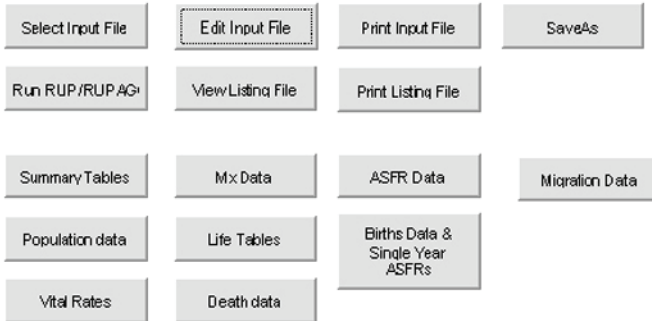 Select Input File
Edit Input File
Print Input File
SaveAs
Run RUP/RUPAG
View Listing File
Print Listing File
Summary Tables
Mx Data
ASFR Data
Migration Data
Population data
Life Tables
Births Data &
Single Year
ASFRs
Vital Rates
Death data